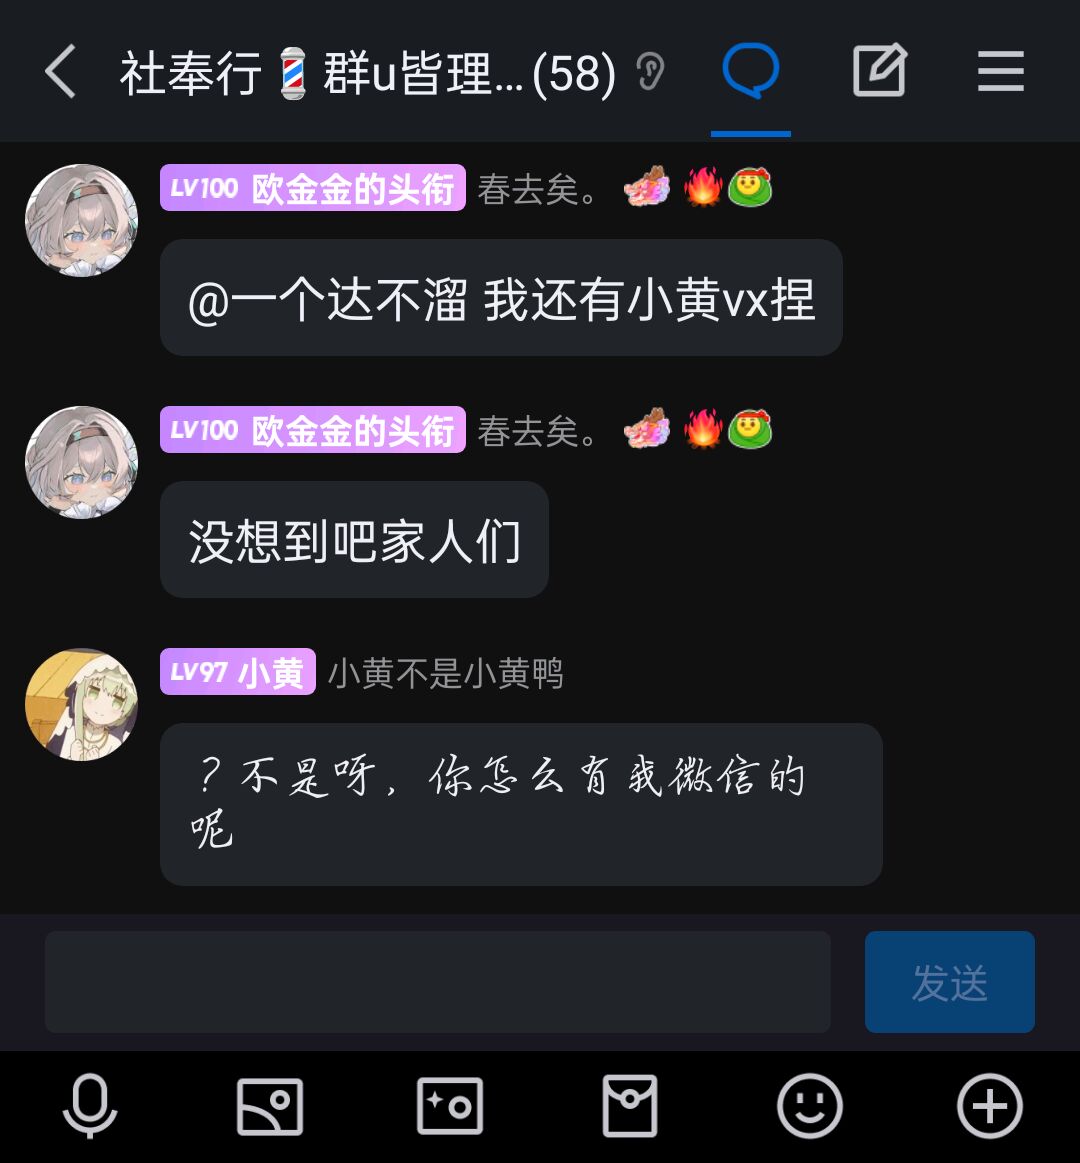 社奉行💈群u皆理...(58)
LV100 欧金金的头衔 春去矣。
@一个达不溜 我还有小黄vx捏
LV100 欧金金的头衔 春去矣。
没想到吧家人们
LV97 小黄 小黄不是小黄鸭
？不是呀，你怎么有我微信的
呢
发送